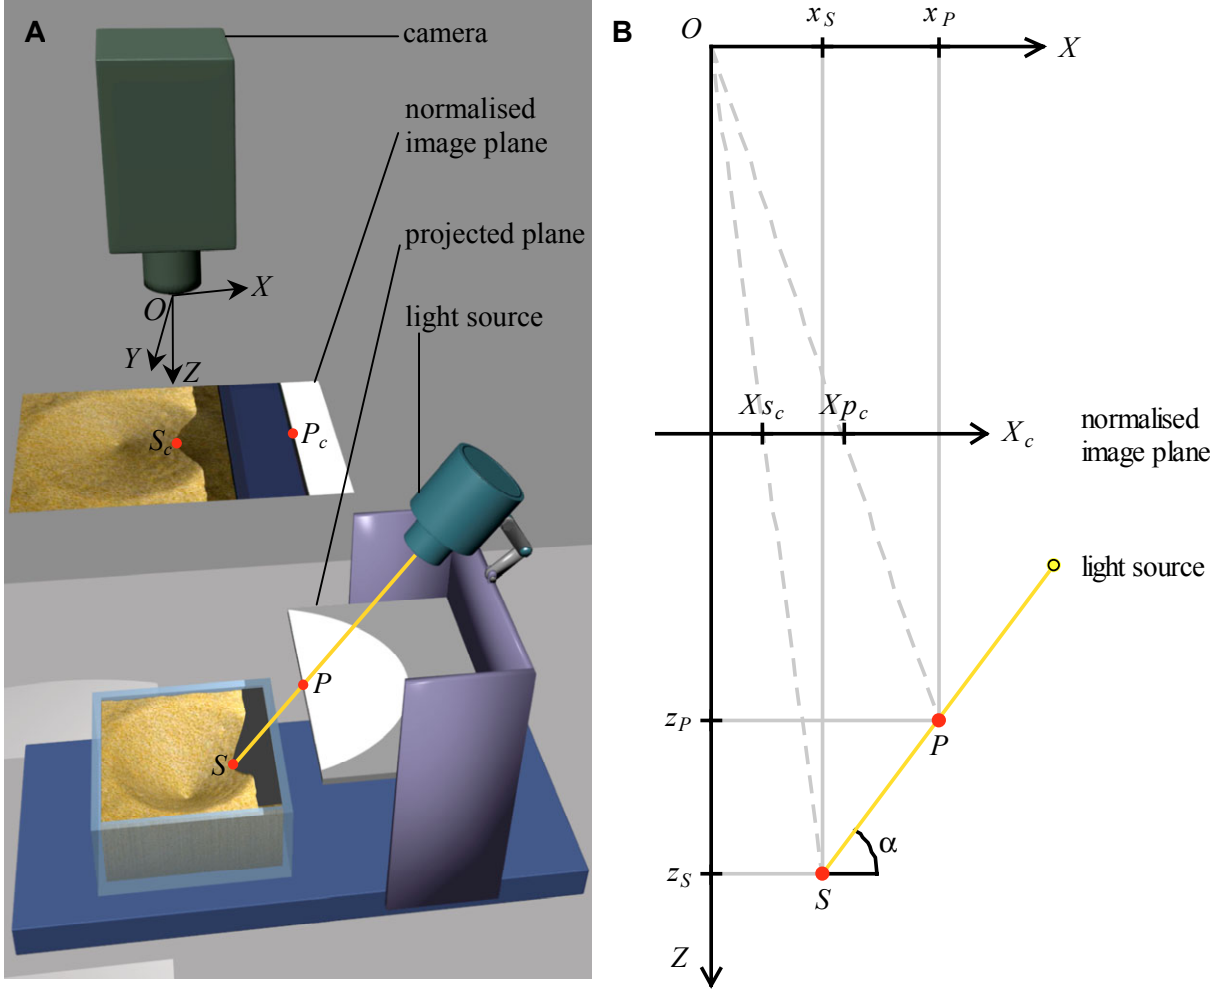 A
camera
normalised
image plane
projected plane
light source
O
X
Y
Z
S_c
P_c
P
S
B
x_S
x_P
O
X
Xs_c
Xp_c
X_c
normalised
image plane
light source
z_P
P
α
z_S
S
Z